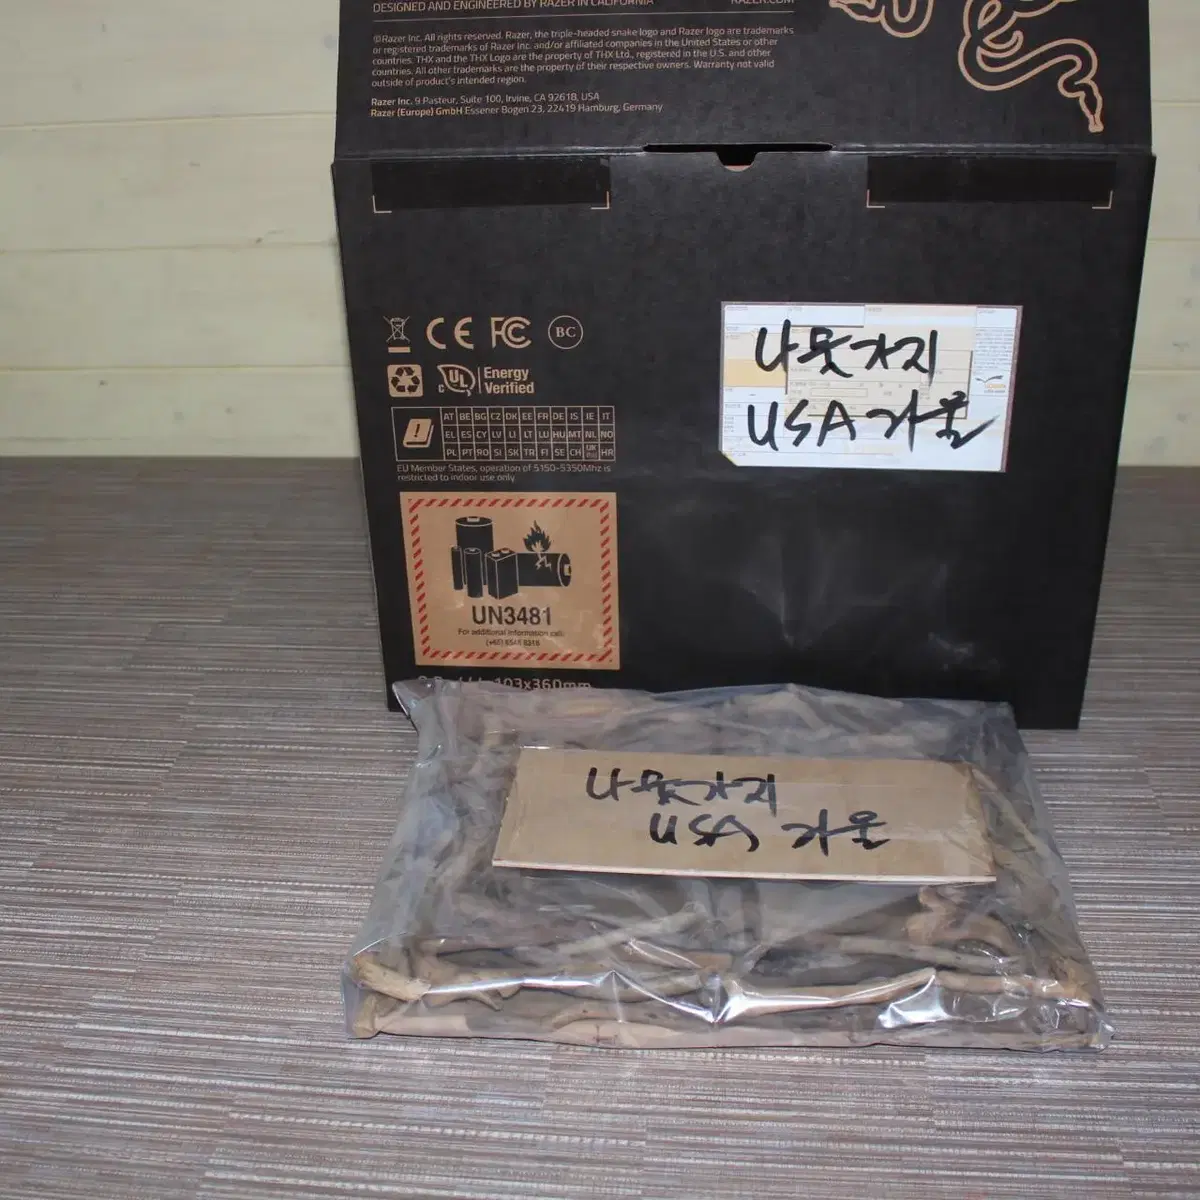 DESIGNED AND ENGINEERED BY RAZER IN CALIFORNIA
RAZER.COM
©Razer Inc. All rights reserved. Razer, the triple-headed snake logo and Razer logo are trademarks
or registered trademarks of Razer Inc. and/or affiliated companies in the United States or other
countries. THX and the THX Logo are the property of THX Ltd., registered in the U.S. and other
countries. All other trademarks are the property of their respective owners. Warranty not valid
outside of product's intended region.
Razer Inc. 9 Pasteur, Suite 100, Irvine, CA 92618, USA
Razer (Europe) GmbH Essener Bogen 23, 22419 Hamburg, Germany
CE FC BC
c UL Energy
Verified
AT BE BG CZ DK EE FR DE IS IE IT
EL ES CY LV LI LT LU HU MT NL NO
PL PT RO SI SK TR FI SE CH UK HR
EU Member States, operation of 5150-5350Mhz is
restricted to indoor use only
UN3481
For additional information call:
103x360mm
나뭇가지
USA 가을
나뭇가지
USA 가을